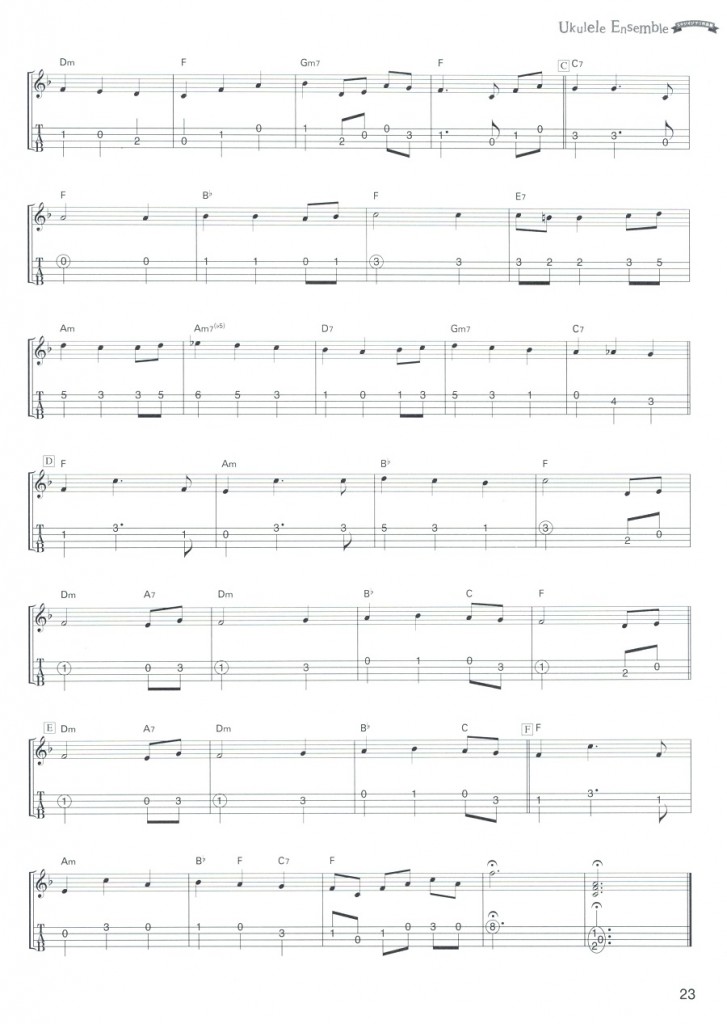 Ukulele Ensemble
Dm F Gm7 F C C7
T A B 1 0 2 0 1 0 1 2 0 0 3 1 0 1 0 3 3 0
F B♭ F E7
0 0 1 1 0 1 3 3 3 2 2 3 5
Am Am7(♭5) D7 Gm7 C7
5 3 3 5 6 5 3 1 0 1 3 5 3 1 0 4 3
D F Am B♭ F
1 3 1 0 3 3 5 3 1 3 2 0
Dm A7 Dm B♭ C F
1 0 3 1 3 0 1 0 3 1 2 0
E Dm A7 Dm B♭ C F F
1 0 3 1 3 0 1 0 3 1 3 1
Am B♭ F C7 F
0 3 0 1 0 3 1 0 1 0 3 0 8 1 0 0 2
23